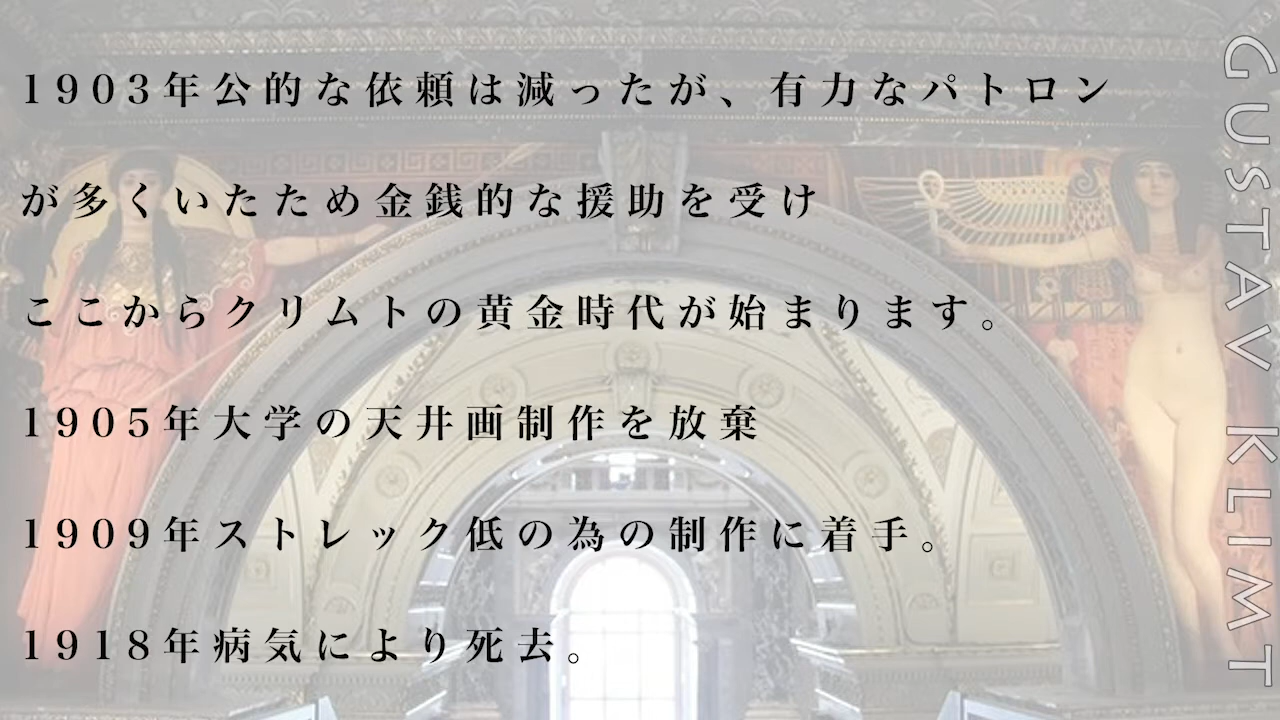 1903年公的な依頼は減ったが、有力なパトロン
が多くいたため金銭的な援助を受け
ここからクリムトの黄金時代が始まります。
1905年大学の天井画制作を放棄
1909年ストレック低の為の制作に着手。
1918年病気により死去。
GUSTAV KLIMT